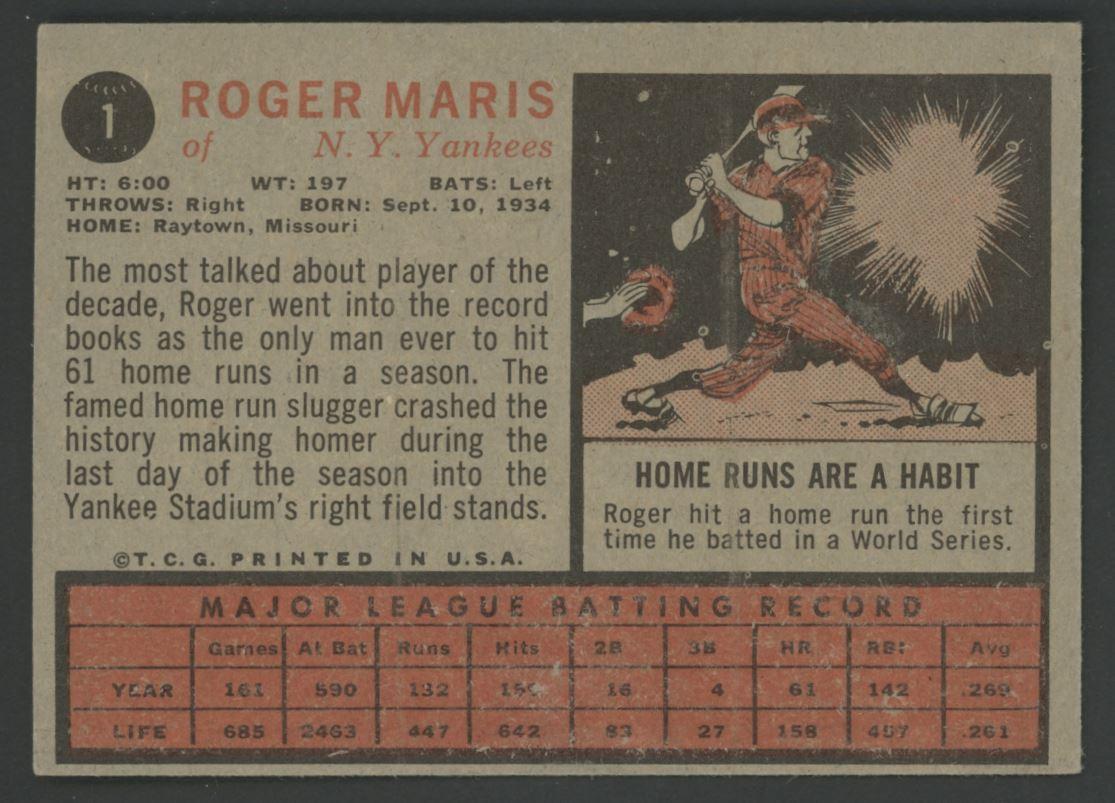 1
ROGER MARIS
of N. Y. Yankees
HT: 6:00 WT: 197 BATS: Left
THROWS: Right BORN: Sept. 10, 1934
HOME: Raytown, Missouri
The most talked about player of the
decade, Roger went into the record
books as the only man ever to hit
61 home runs in a season. The
famed home run slugger crashed the
history making homer during the
last day of the season into the
Yankee Stadium's right field stands.
©T. C. G. PRINTED IN U.S.A.
HOME RUNS ARE A HABIT
Roger hit a home run the first
time he batted in a World Series.
MAJOR LEAGUE BATTING RECORD
Games At Bat Runs Hits 2B 3B HR RBI Avg
YEAR 161 590 132 159 16 4 61 142 .269
LIFE 685 2463 447 642 83 27 158 457 .261